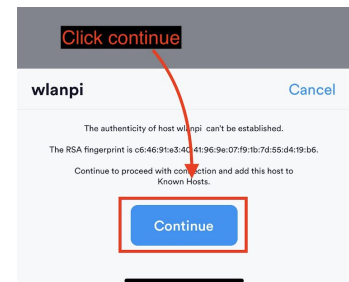 Click continue
wlanpi Cancel
The authenticity of host wlanpi can't be established.
The RSA fingerprint is c6:46:91:e3:40:41:96:9e:07:f9:1b:7d:55:d4:19:b6.
Continue to proceed with connection and add this host to
Known Hosts.
Continue